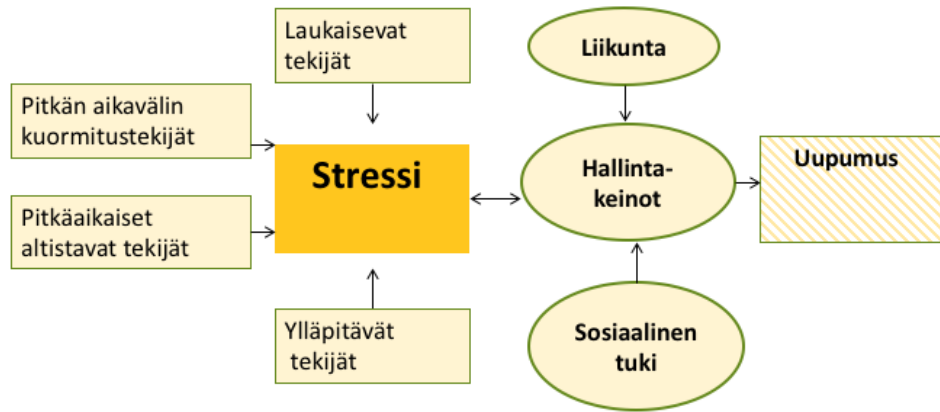 Laukaisevat
tekijät
Liikunta
Pitkän aikavälin
kuormitustekijät
Stressi
Hallinta-
keinot
Uupumus
Pitkäaikaiset
altistavat tekijät
Ylläpitävät
tekijät
Sosiaalinen
tuki